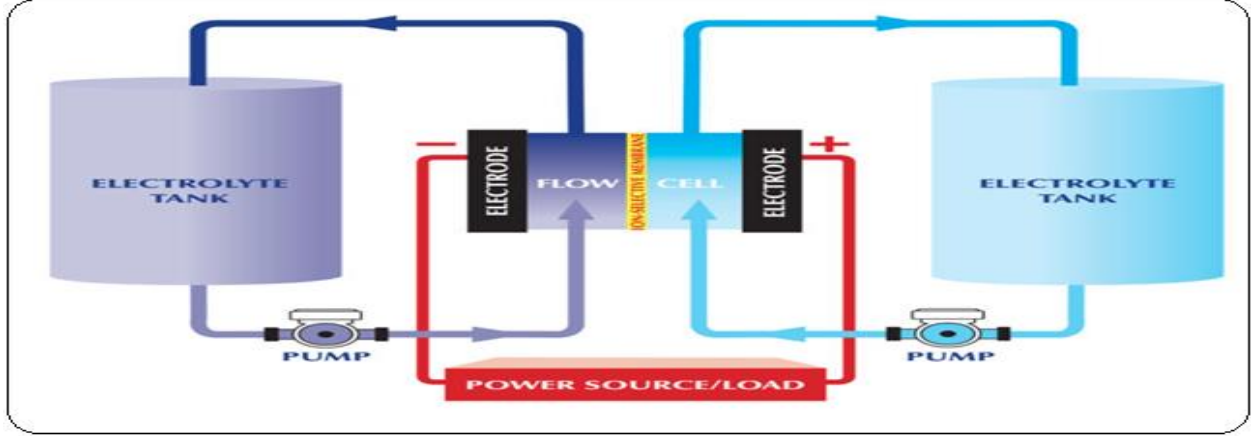 ELECTROLYTE
TANK
−
ELECTRODE
FLOW
ION-SELECTIVE MEMBRANE
CELL
ELECTRODE
+
ELECTROLYTE
TANK
PUMP
PUMP
POWER SOURCE/LOAD